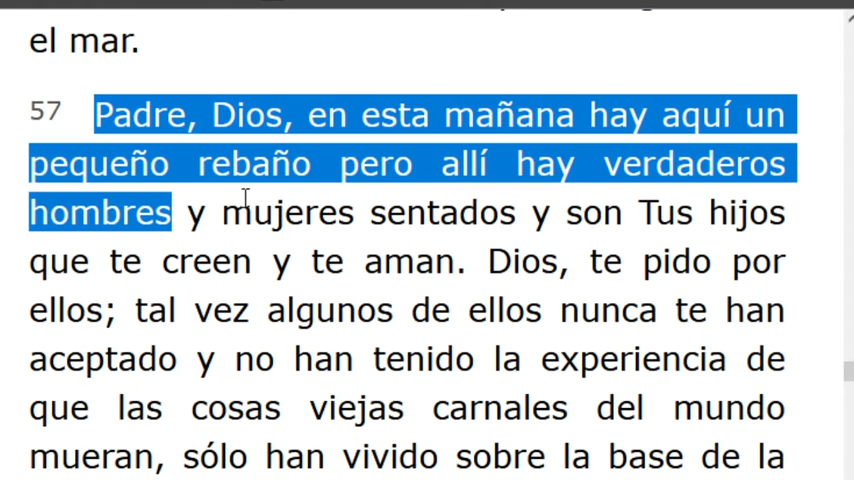 el mar.
57 Padre, Dios, en esta mañana hay aquí un
pequeño rebaño pero allí hay verdaderos
hombres y mujeres sentados y son Tus hijos
que te creen y te aman. Dios, te pido por
ellos; tal vez algunos de ellos nunca te han
aceptado y no han tenido la experiencia de
que las cosas viejas carnales del mundo
mueran, sólo han vivido sobre la base de la